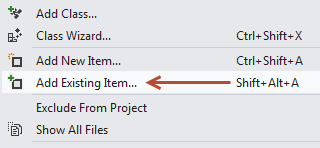 Add Class...
Class Wizard... Ctrl+Shift+X
Add New Item... Ctrl+Shift+A
Add Existing Item... Shift+Alt+A
Exclude From Project
Show All Files